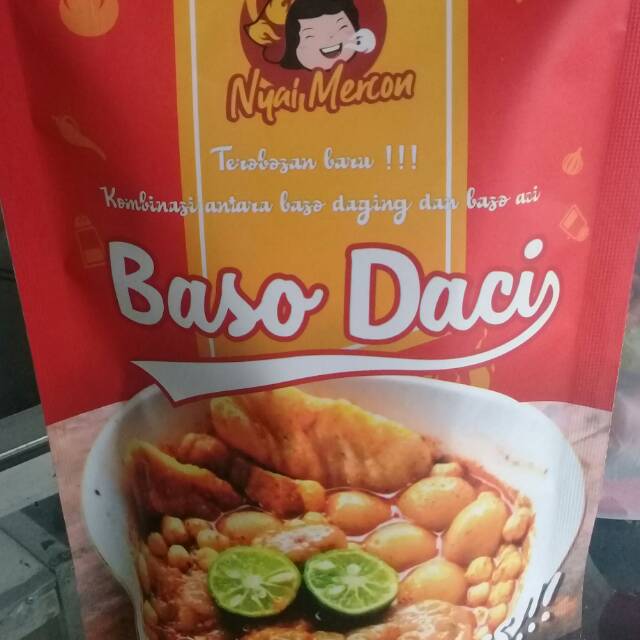 Nyai Mercon
Terobosan baru !!!
Kombinasi antara baso daging dan baso aci
Baso Daci
!!!